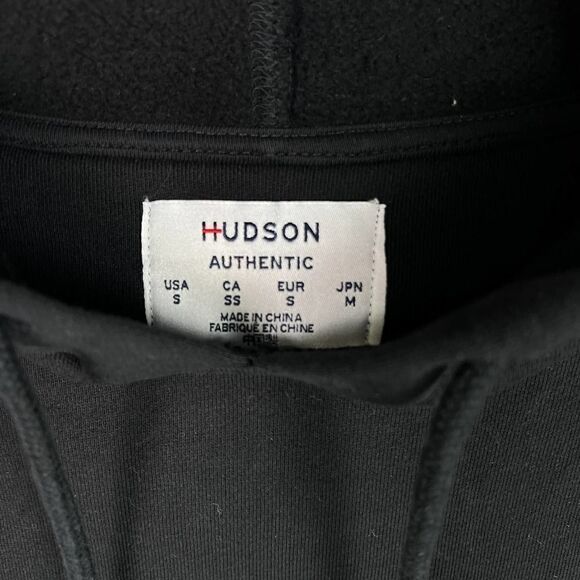 HUDSON
AUTHENTIC
USA CA EUR JPN
S SS S M
MADE IN CHINA
FABRIQUE EN CHINE